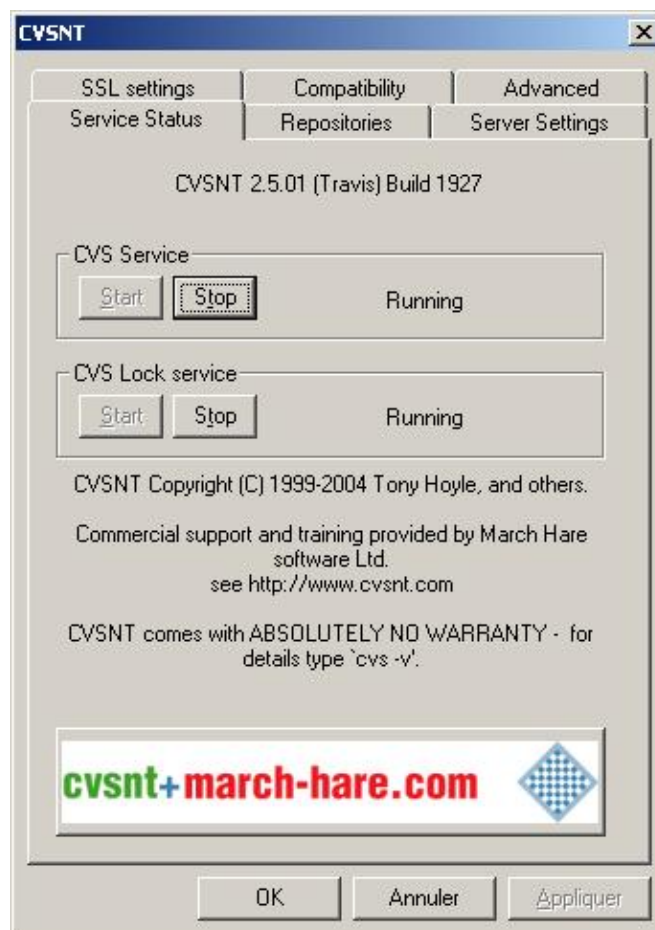 CVSNT
SSL settings Compatibility Advanced
Service Status Repositories Server Settings
CVSNT 2.5.01 (Travis) Build 1927
CVS Service
Start Stop Running
CVS Lock service
Start Stop Running
CVSNT Copyright (C) 1999-2004 Tony Hoyle, and others.
Commercial support and training provided by March Hare
software Ltd.
see http://www.cvsnt.com
CVSNT comes with ABSOLUTELY NO WARRANTY - for
details type `cvs -v'.
cvsnt+march-hare.com
OK Annuler Appliquer